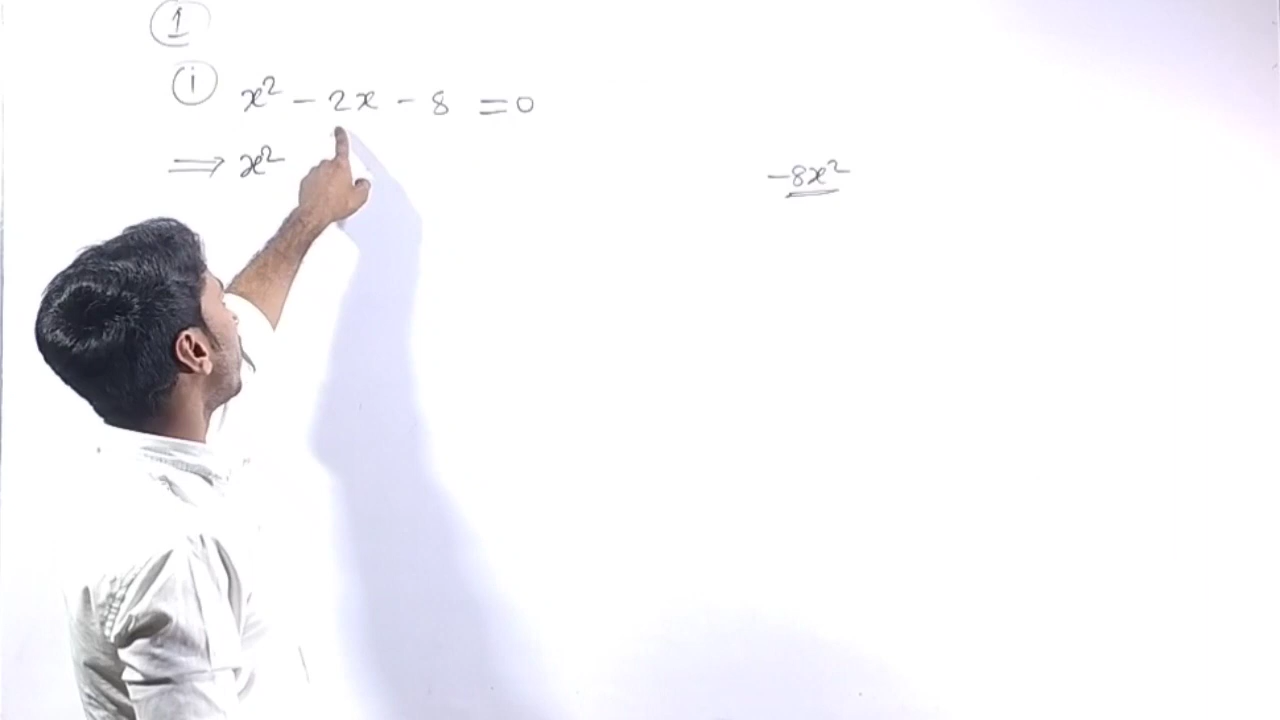 1
i x² - 2x - 8 = 0
⟹ x²
-8x²